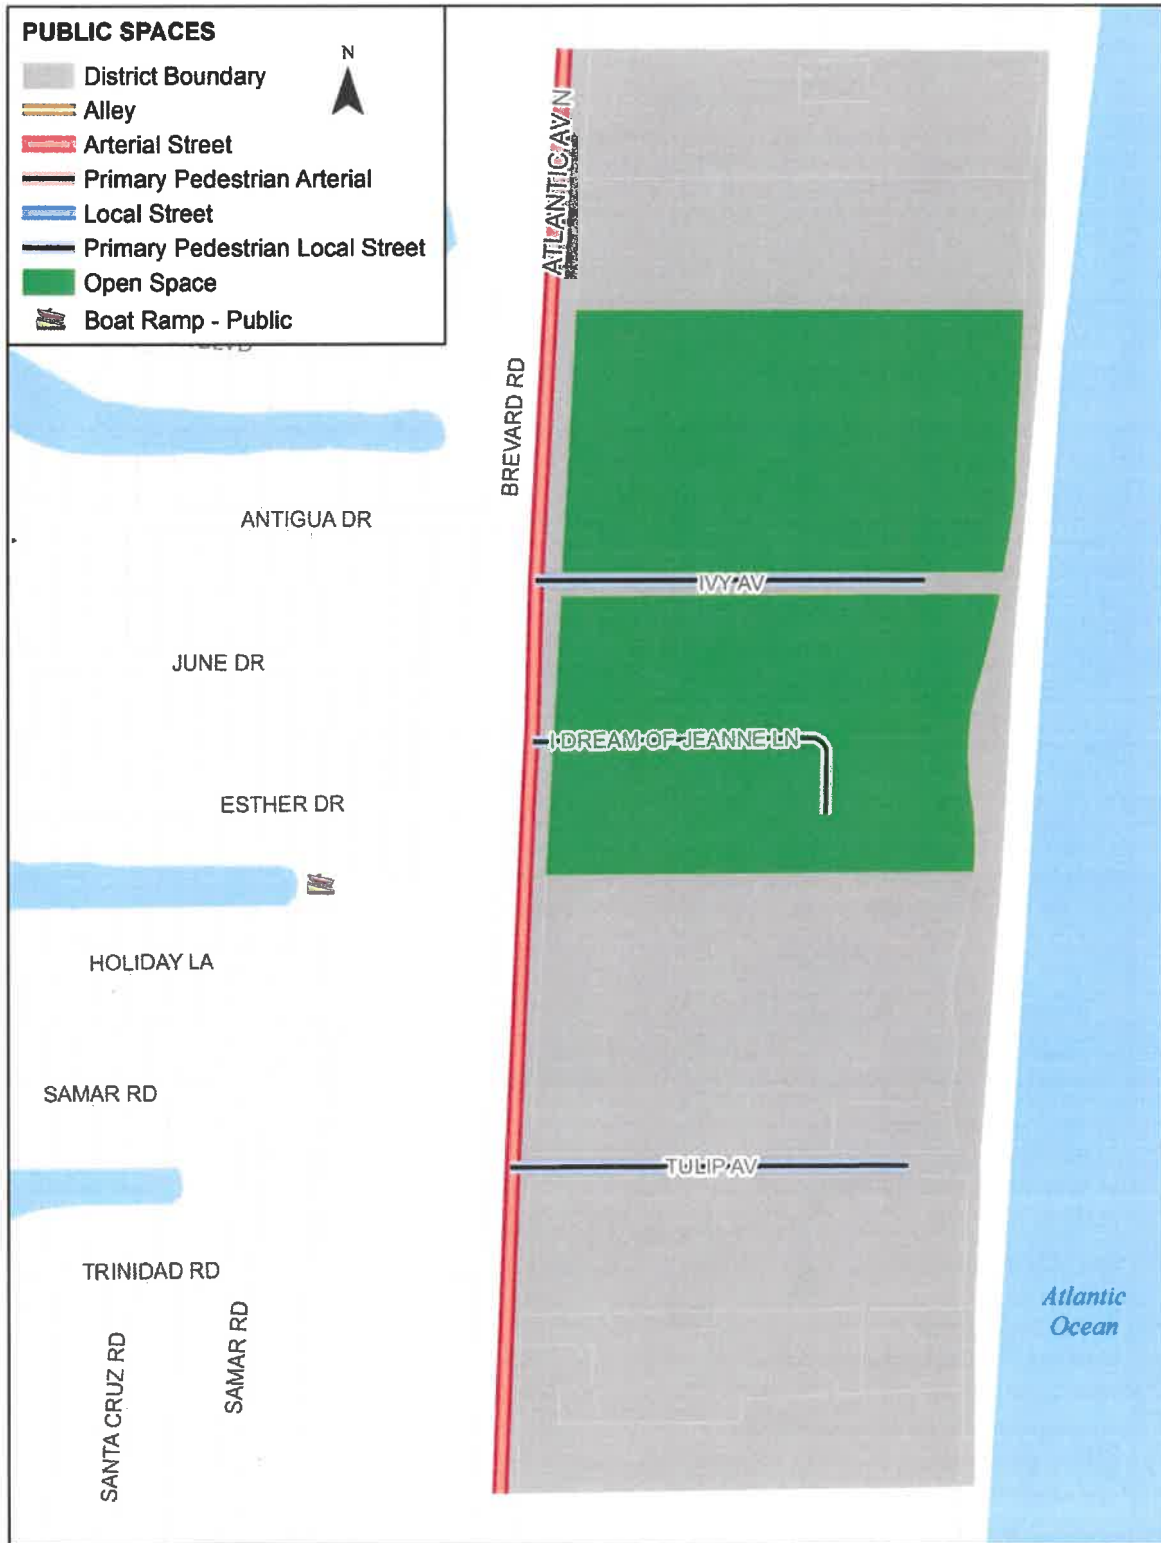 PUBLIC SPACES
N
District Boundary
Alley
Arterial Street
Primary Pedestrian Arterial
Local Street
Primary Pedestrian Local Street
Open Space
Boat Ramp - Public
ATLANTIC AV N
BREVARD RD
ANTIGUA DR
IVY AV
JUNE DR
I DREAM OF JEANNE LN
ESTHER DR
HOLIDAY LA
SAMAR RD
TULIP AV
TRINIDAD RD
SANTA CRUZ RD
SAMAR RD
Atlantic
Ocean